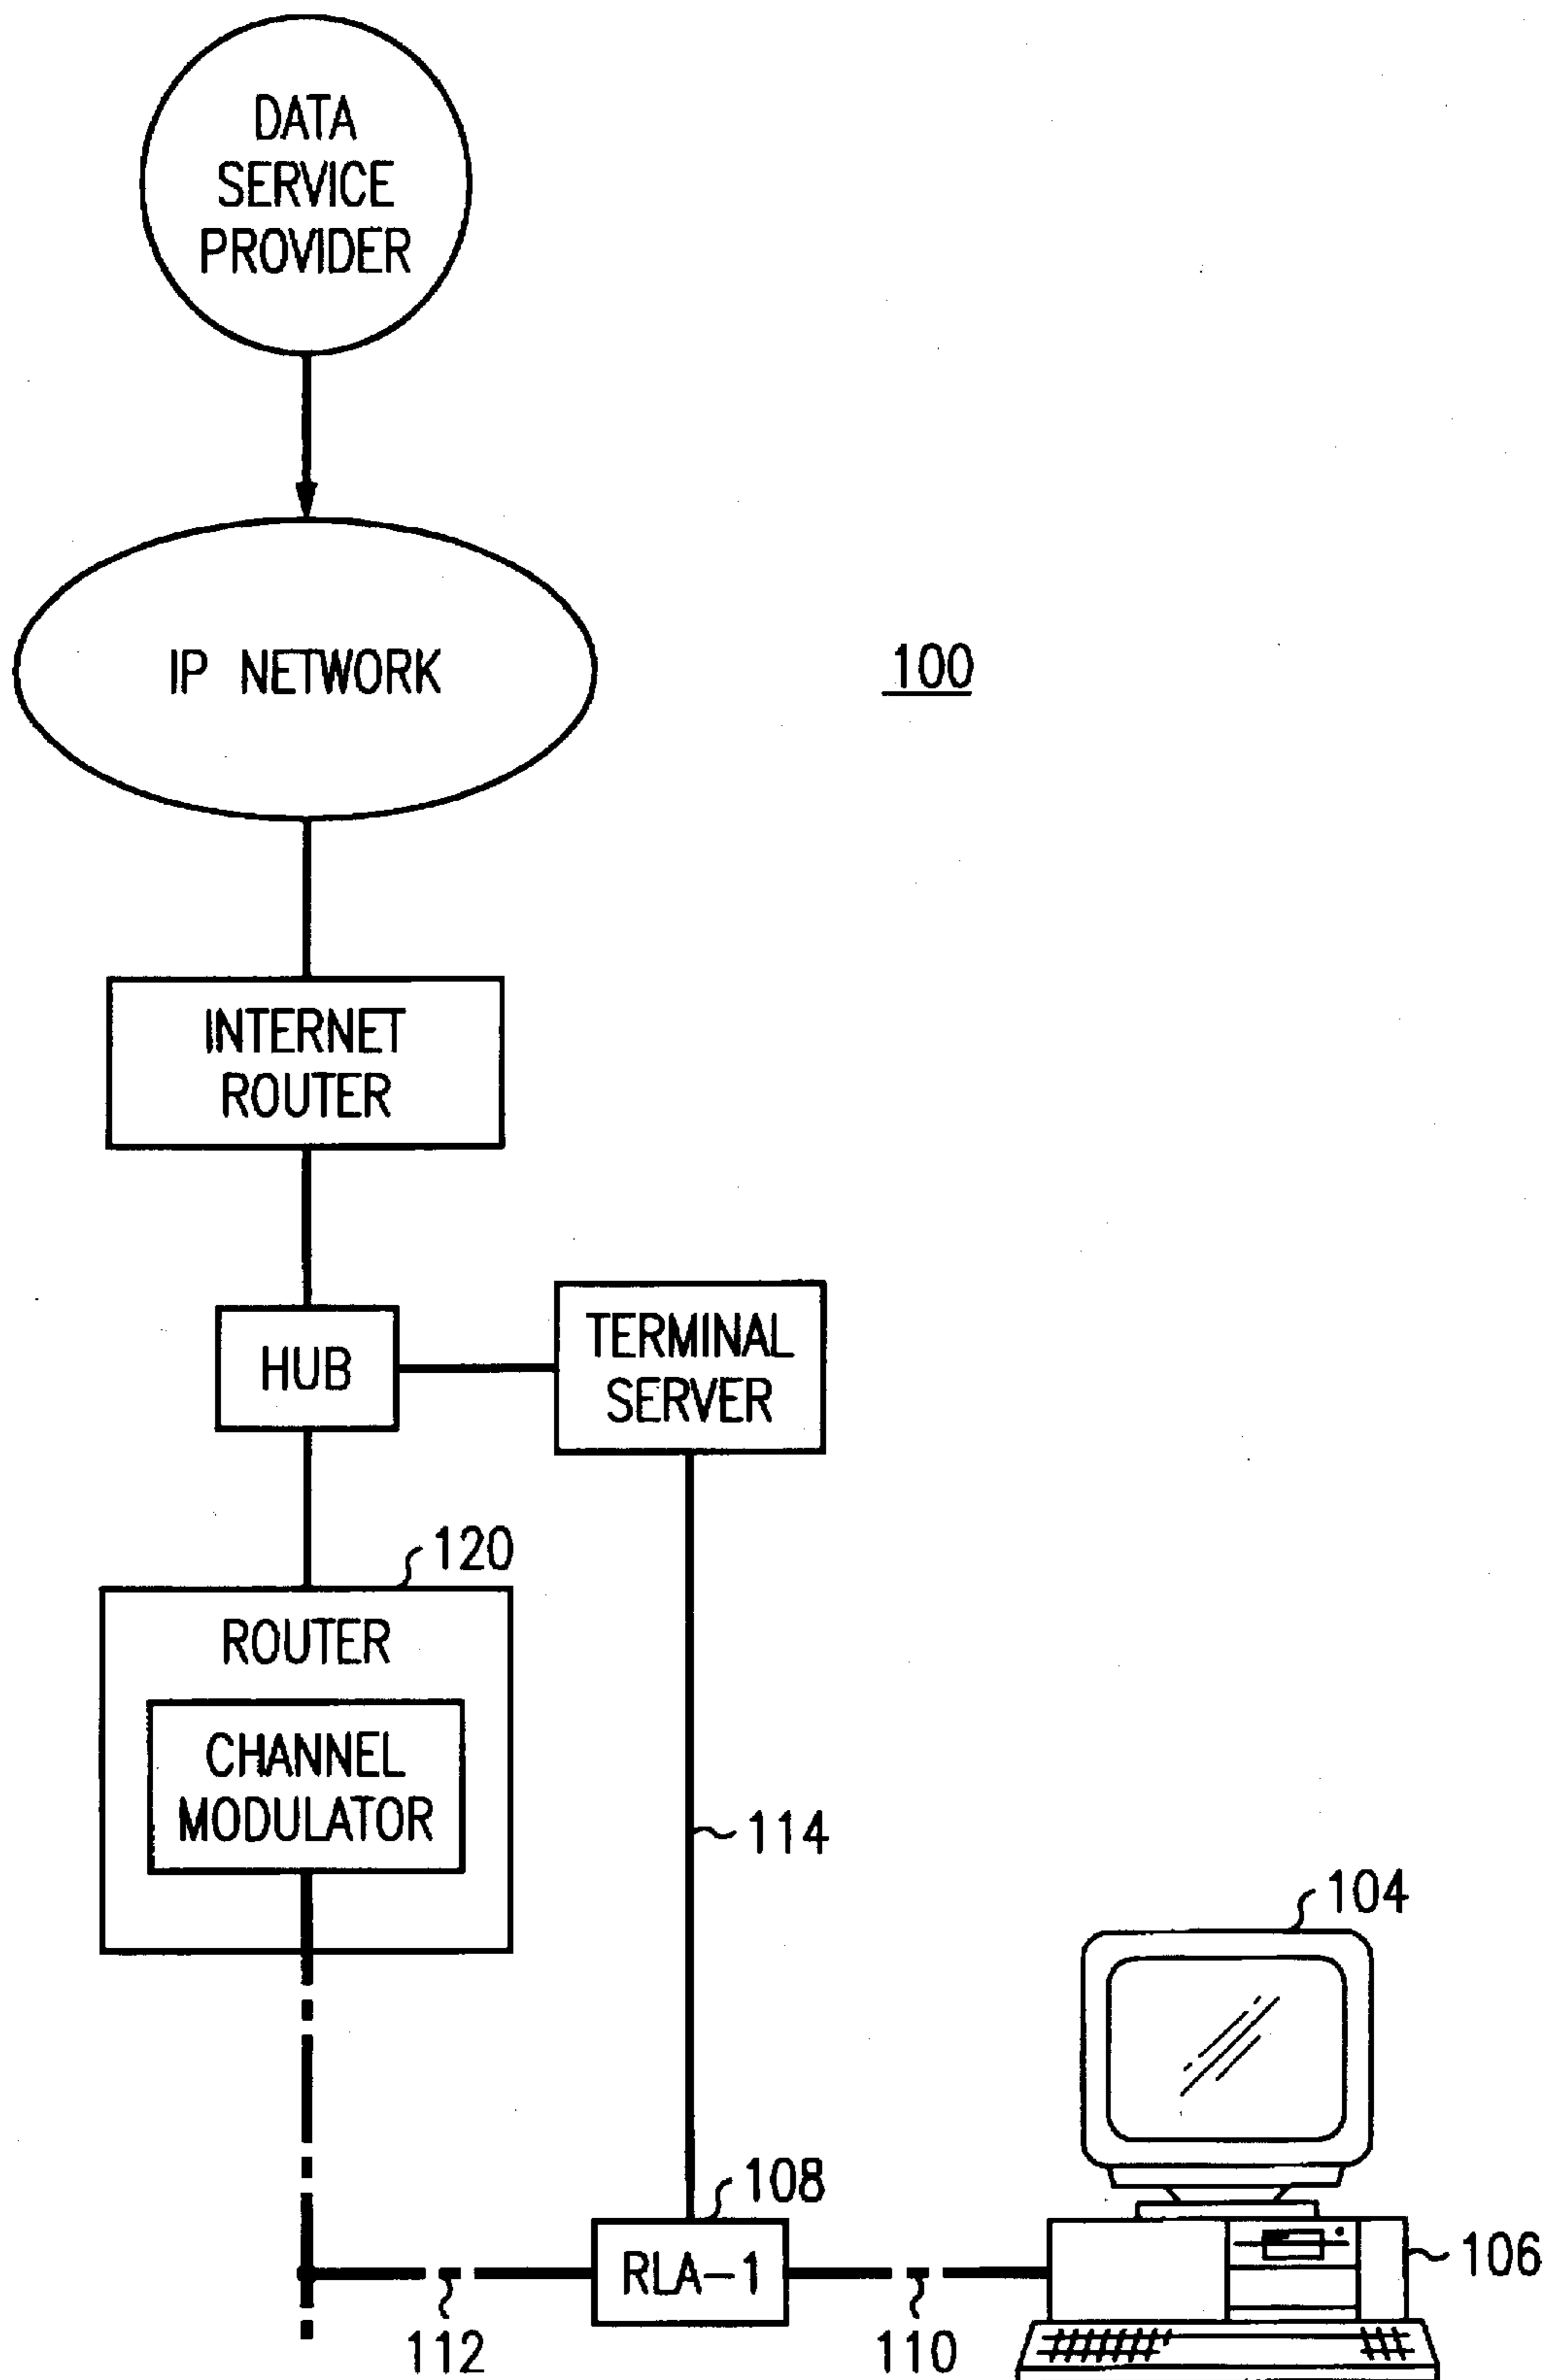 DATA
SERVICE
PROVIDER
IP NETWORK
100
INTERNET
ROUTER
HUB
TERMINAL
SERVER
120
ROUTER
CHANNEL
MODULATOR
114
104
108
RLA-1
106
112
110